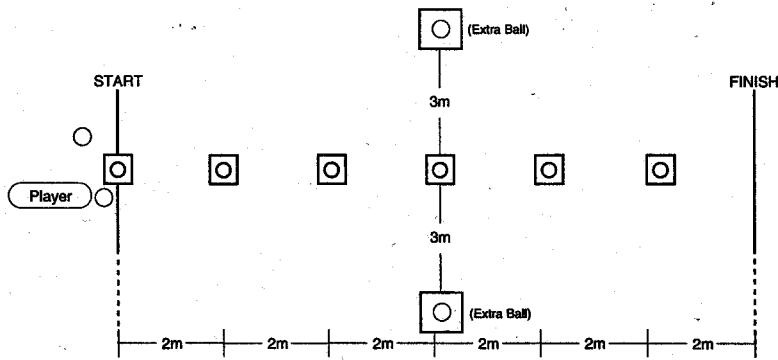 (Extra Ball)
START
FINISH
3m
Player
3m
(Extra Ball)
2m 2m 2m 2m 2m 2m